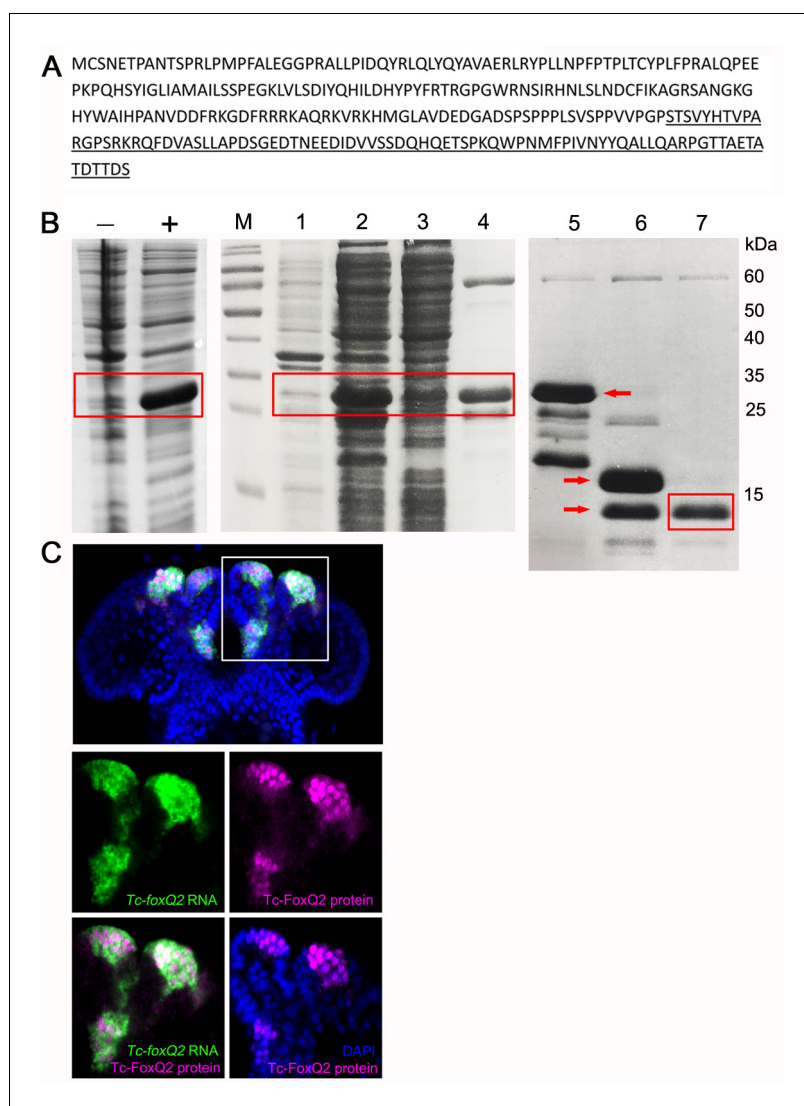 A
MCSNETPANTSPRLPMPFALEGGPRALLPIDQYRLQLYQYAVAERLRYPLLNPFPTPLTCYPLFPRALQPEE
PKPQHSYIGLIAMAILSSPEGKLVLSDIYQHILDHYPYFRTRGPGWRNSIRHNLSLNDCFIKAGRSANGKG
HYWAIHPANVDDFRKGDFRRRKAQRKVRKHMGLAVDEDGADSPSPPPLSVSPPVVPGPSTSVYHTVPA
RGPSRKRQFDVASLLAPDSGEDTNEEDIDVVSSDQHQETSPKQWPNMFPIVNYYQALLQARPGTTAETA
TDTTDS
B
– + M 1 2 3 4 5 6 7
kDa
60
50
40
35
25
15
C
Tc-foxQ2 RNA
Tc-FoxQ2 protein
Tc-foxQ2 RNA
Tc-FoxQ2 protein
DAPI
Tc-FoxQ2 protein